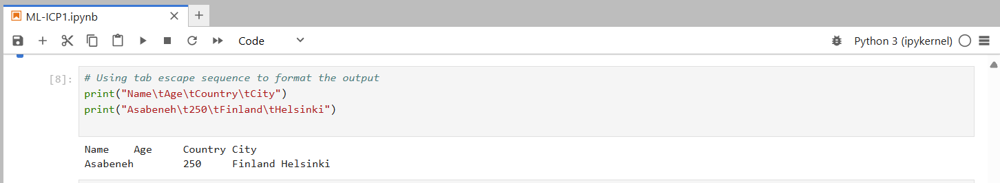 ML-ICP1.ipynb
Code
Python 3 (ipykernel)
[8]:
# Using tab escape sequence to format the output
print("Name\tAge\tCountry\tCity")
print("Asabeneh\t250\tFinland\tHelsinki")
Name    Age     Country City
Asabeneh        250     Finland Helsinki